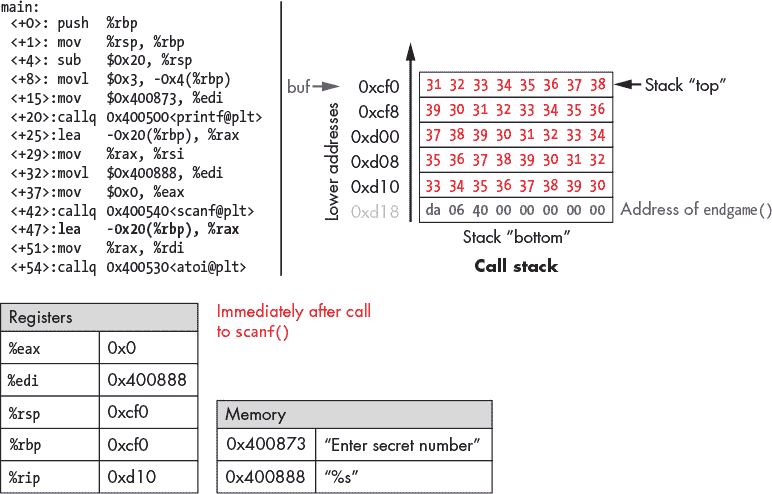 main:
<+0>: push %rbp
<+1>: mov %rsp, %rbp
<+4>: sub $0x20, %rsp
<+8>: movl $0x3, -0x4(%rbp)
<+15>:mov $0x400873, %edi
<+20>:callq 0x400500<printf@plt>
<+25>:lea -0x20(%rbp), %rax
<+29>:mov %rax, %rsi
<+32>:movl $0x400888, %edi
<+37>:mov $0x0, %eax
<+42>:callq 0x400540<scanf@plt>
<+47>:lea -0x20(%rbp), %rax
<+51>:mov %rax, %rdi
<+54>:callq 0x400530<atoi@plt>
Lower addresses
buf 0xcf0 31 32 33 34 35 36 37 38 Stack “top”
0xcf8 39 30 31 32 33 34 35 36
0xd00 37 38 39 30 31 32 33 34
0xd08 35 36 37 38 39 30 31 32
0xd10 33 34 35 36 37 38 39 30
0xd18 da 06 40 00 00 00 00 00 Address of endgame()
Stack “bottom”
Call stack
Registers
%eax 0x0
%edi 0x400888
%rsp 0xcf0
%rbp 0xcf0
%rip 0xd10
Immediately after call
to scanf()
Memory
0x400873 “Enter secret number”
0x400888 “%s”